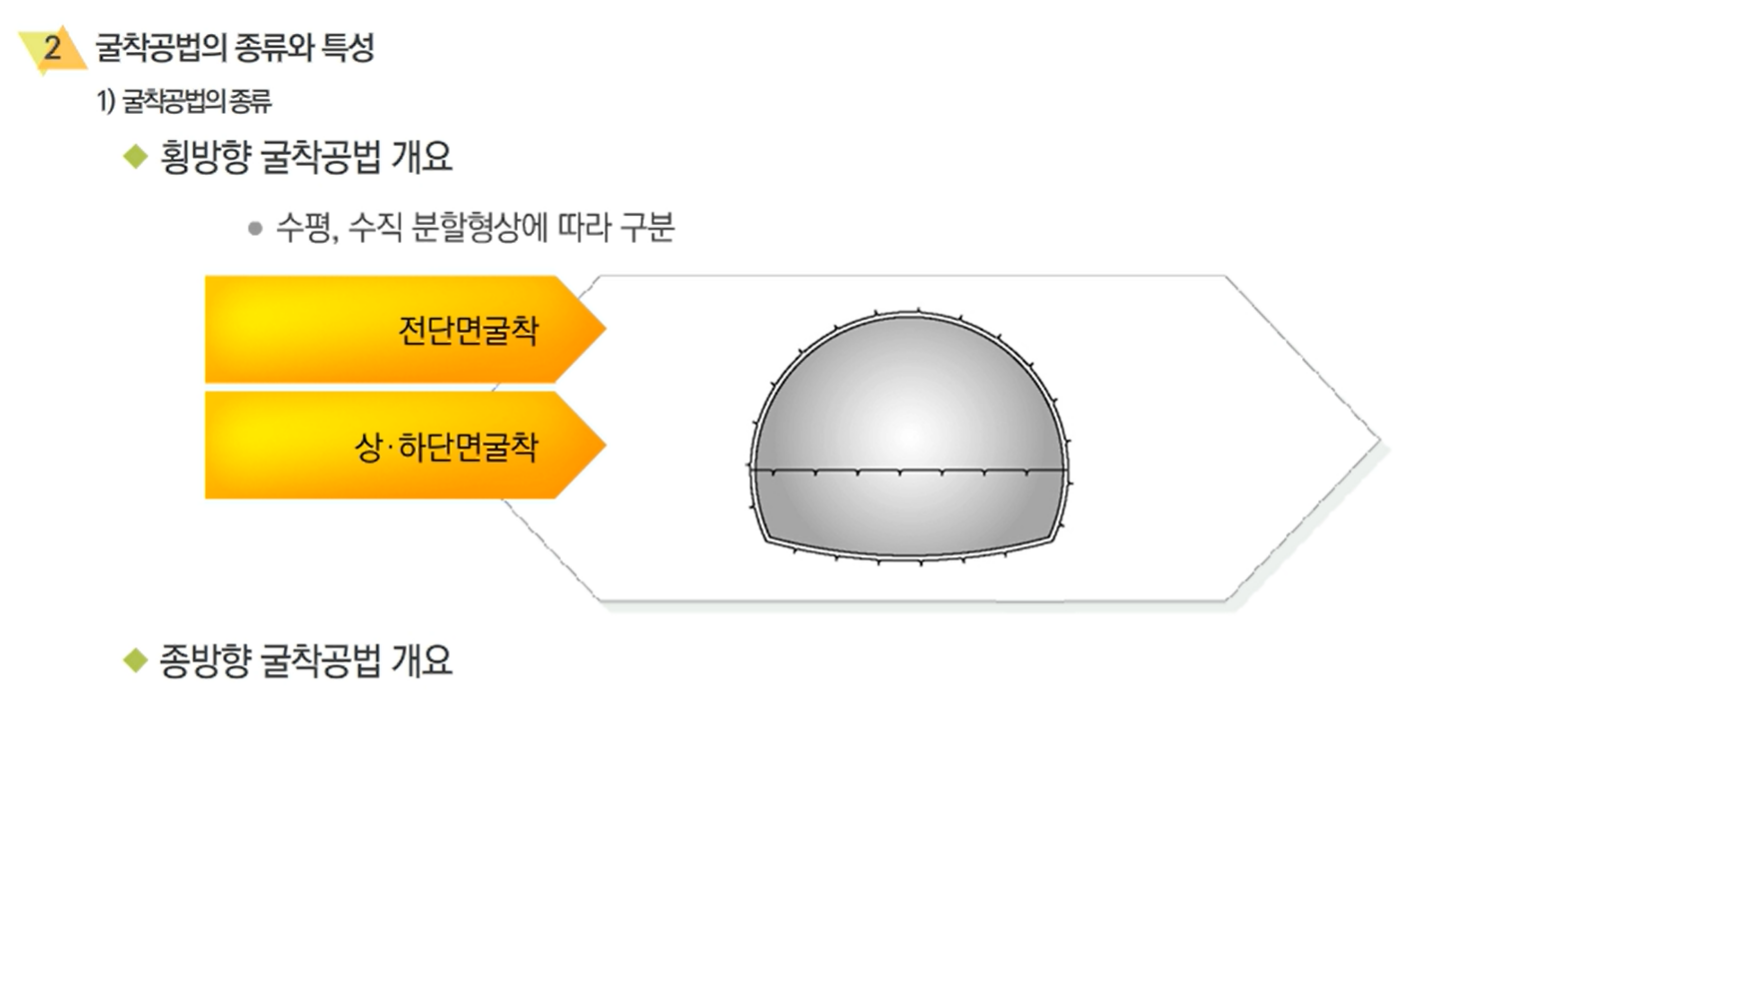 2 굴착공법의 종류와 특성
1) 굴착공법의 종류
횡방향 굴착공법 개요
수평, 수직 분할형상에 따라 구분
전단면굴착
상·하단면굴착
종방향 굴착공법 개요